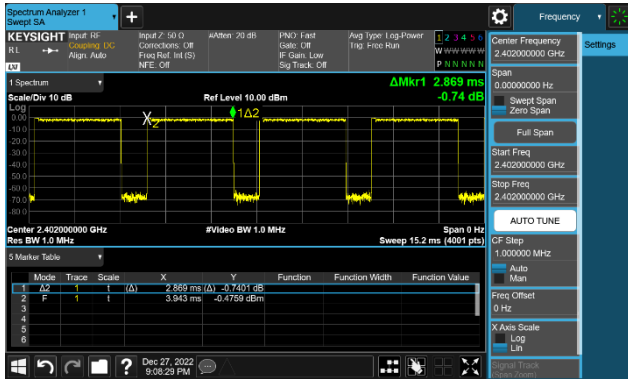 Spectrum Analyzer 1
Swept SA
Frequency
KEYSIGHT
Input: RF
Coupling: DC
Align: Auto
Input Z: 50 Ω
Corrections: Off
Freq Ref: Int (S)
NFE: Off
#Atten: 20 dB
PNO: Fast
Gate: Off
IF Gain: Low
Sig Track: Off
Avg Type: Log-Power
Trig: Free Run
1 2 3 4 5 6
W W W W W W
P N N N N N
R L
LXI
1 Spectrum
Scale/Div 10 dB
Ref Level 10.00 dBm
ΔMkr1 2.869 ms
-0.74 dB
Log
0.00
-10.0
-20.0
-30.0
-40.0
-50.0
-60.0
-70.0
-80.0
X2
1Δ2
Center 2.402000000 GHz
Res BW 1.0 MHz
#Video BW 1.0 MHz
Span 0 Hz
Sweep 15.2 ms (4001 pts)
5 Marker Table
Mode Trace Scale X Y Function Function Width Function Value
1 Δ2 1 t (Δ) 2.869 ms (Δ) -0.7401 dB
2 F 1 t 3.943 ms -0.4759 dBm
3
4
5
6
Dec 27, 2022
9:08:29 PM
Center Frequency
2.402000000 GHz
Settings
Span
0.00000000 Hz
Swept Span
Zero Span
Full Span
Start Freq
2.402000000 GHz
Stop Freq
2.402000000 GHz
AUTO TUNE
CF Step
1.000000 MHz
Auto
Man
Freq Offset
0 Hz
X Axis Scale
Log
Lin
Signal Track
(Span Zoom)